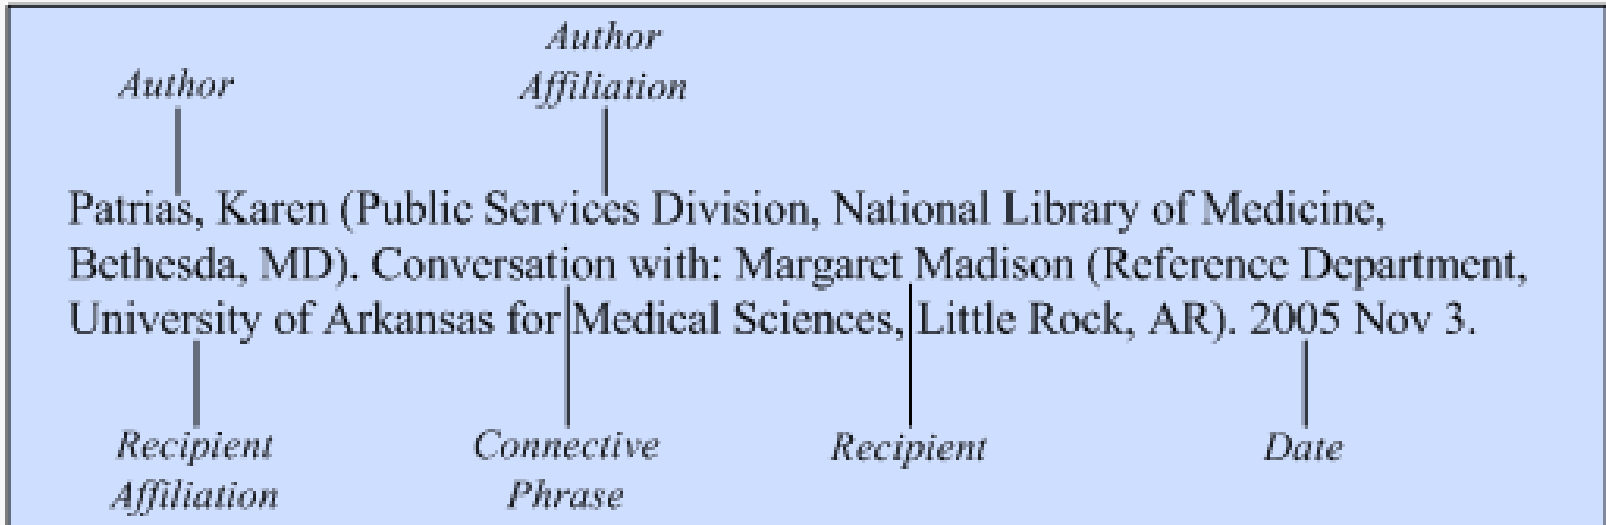 Author
Author
Affiliation
Patrias, Karen (Public Services Division, National Library of Medicine,
Bethesda, MD). Conversation with: Margaret Madison (Reference Department,
University of Arkansas for Medical Sciences, Little Rock, AR). 2005 Nov 3.
Recipient
Affiliation
Connective
Phrase
Recipient
Date